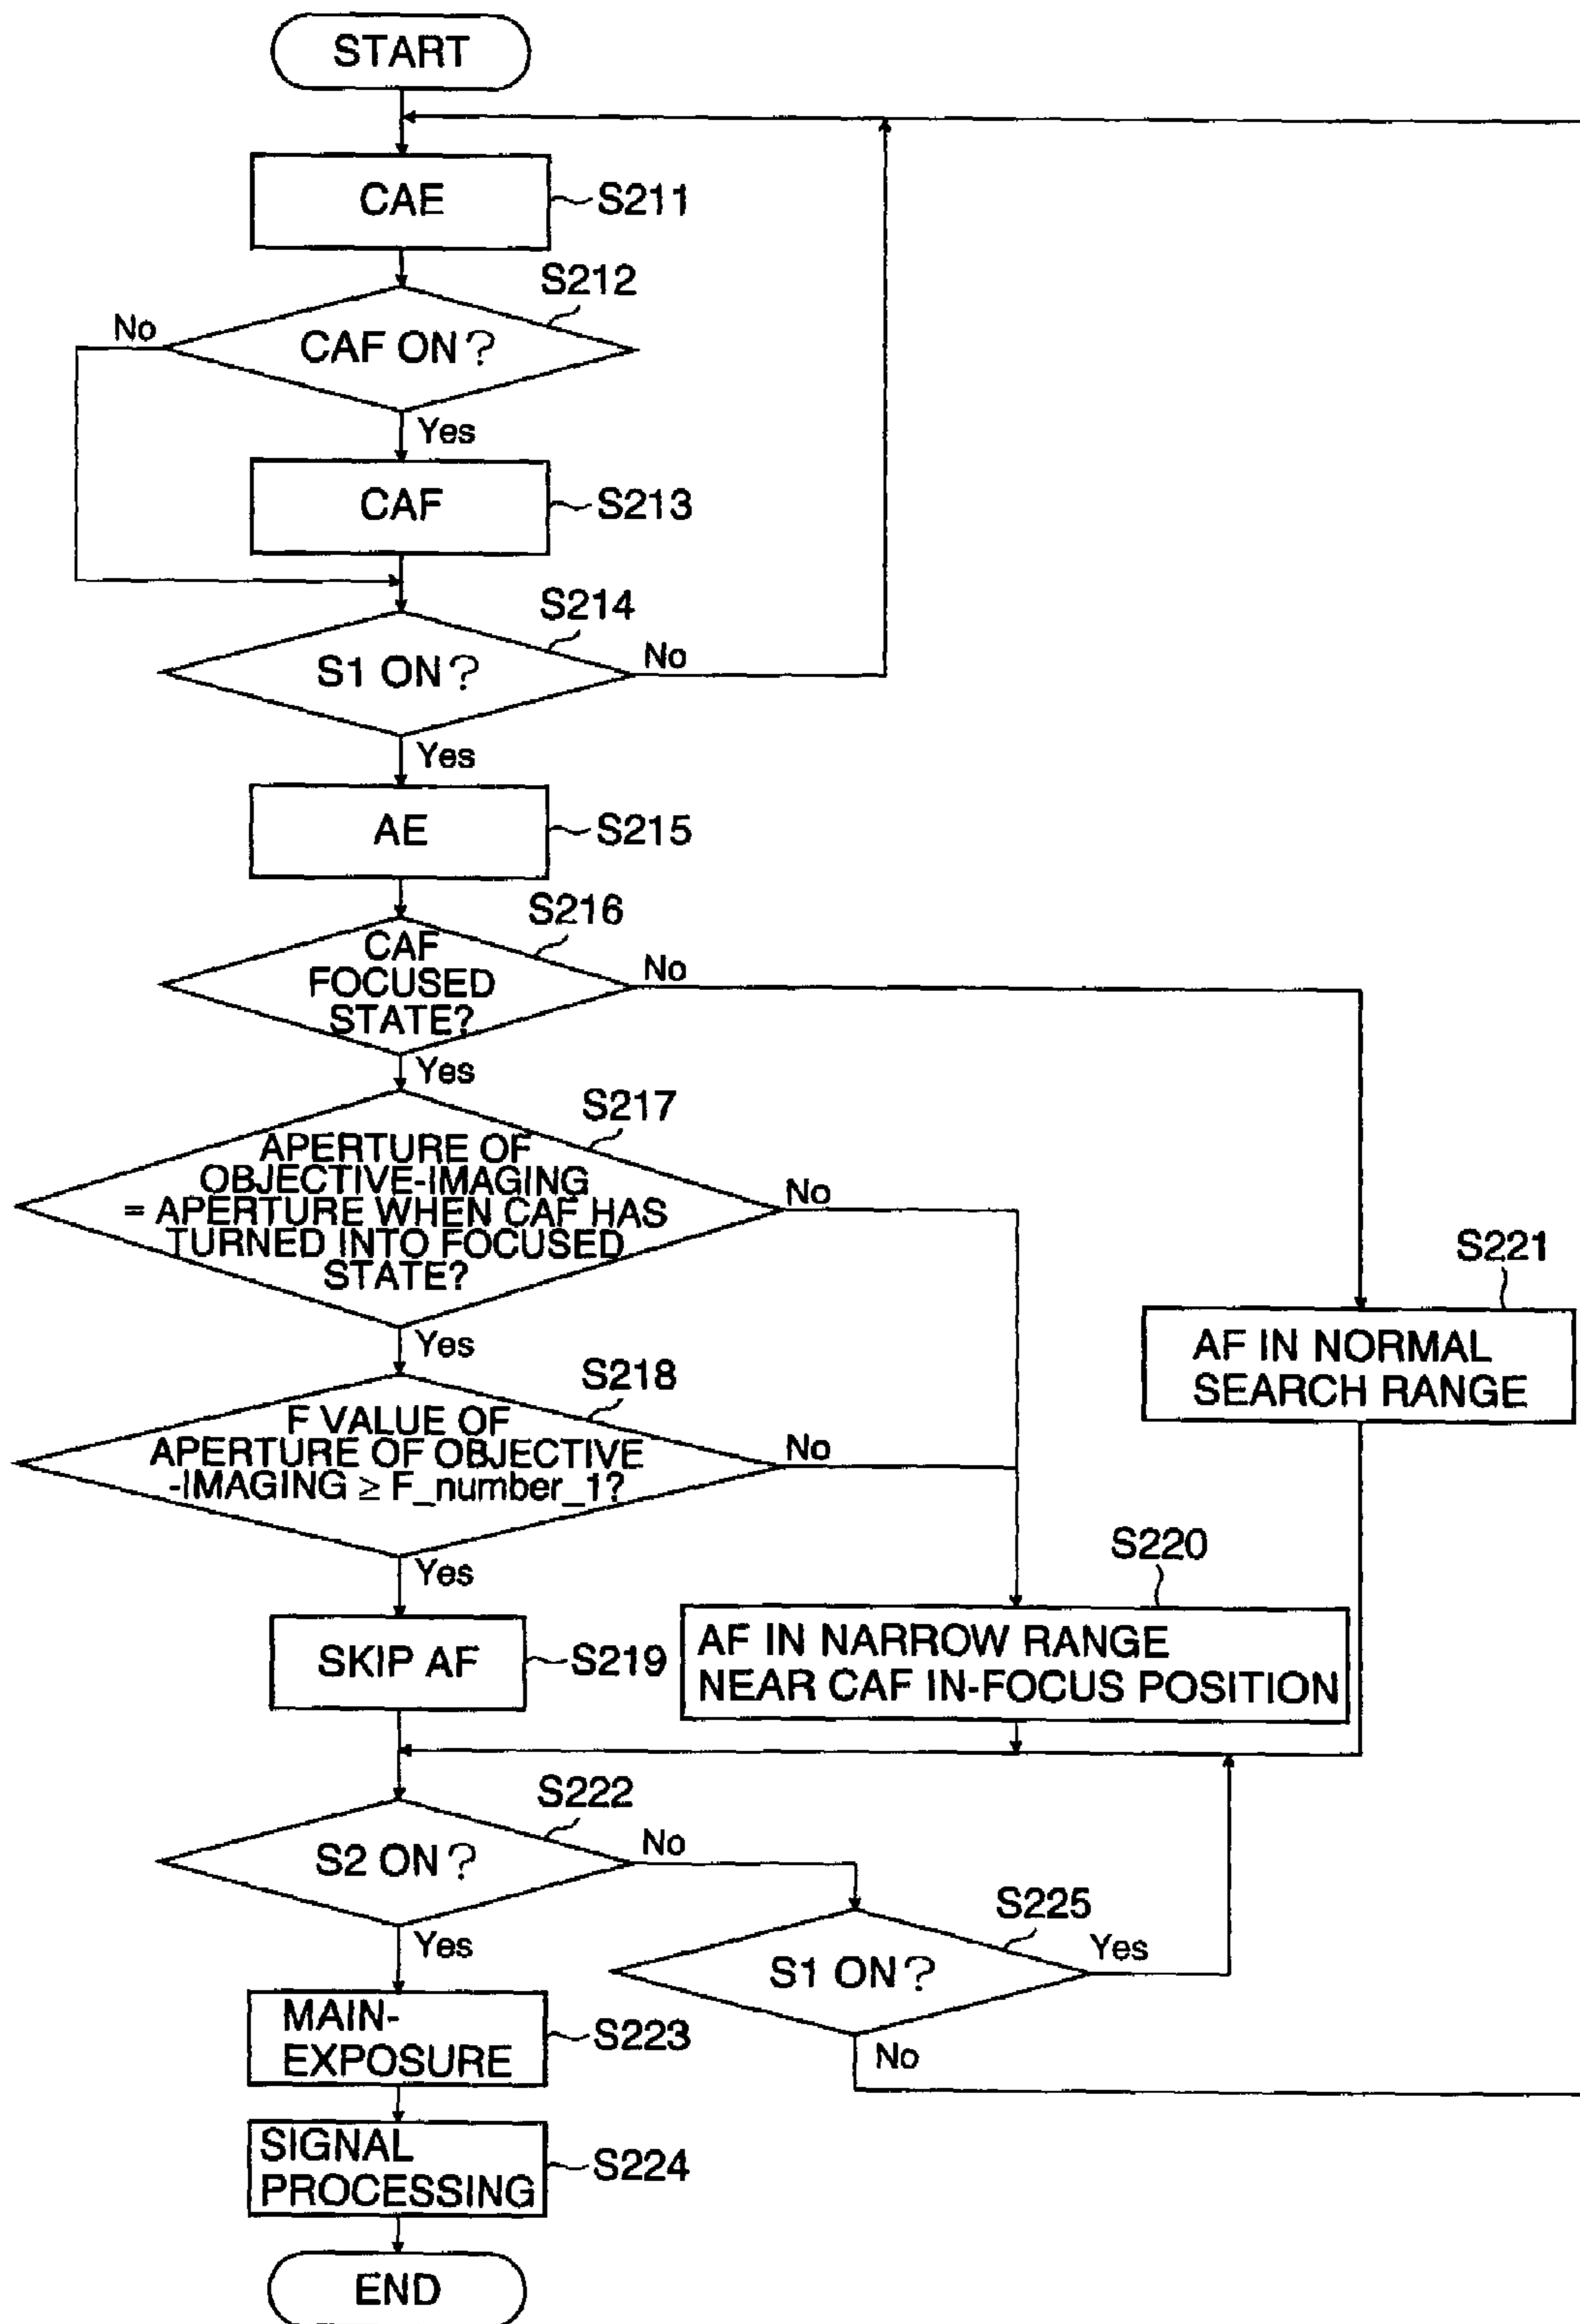 START
CAE
S211
S212
No
CAF ON?
Yes
CAF
S213
S214
S1 ON?
No
Yes
AE
S215
S216
CAF
FOCUSED
STATE?
No
Yes
S217
APERTURE OF
OBJECTIVE-IMAGING
= APERTURE WHEN CAF HAS
TURNED INTO FOCUSED
STATE?
No
Yes
S221
AF IN NORMAL
SEARCH RANGE
S218
F VALUE OF
APERTURE OF OBJECTIVE
-IMAGING ≥ F_number_1?
No
Yes
S220
AF IN NARROW RANGE
NEAR CAF IN-FOCUS POSITION
SKIP AF
S219
S222
S2 ON?
No
Yes
S225
S1 ON?
Yes
No
MAIN-
EXPOSURE
S223
SIGNAL
PROCESSING
S224
END